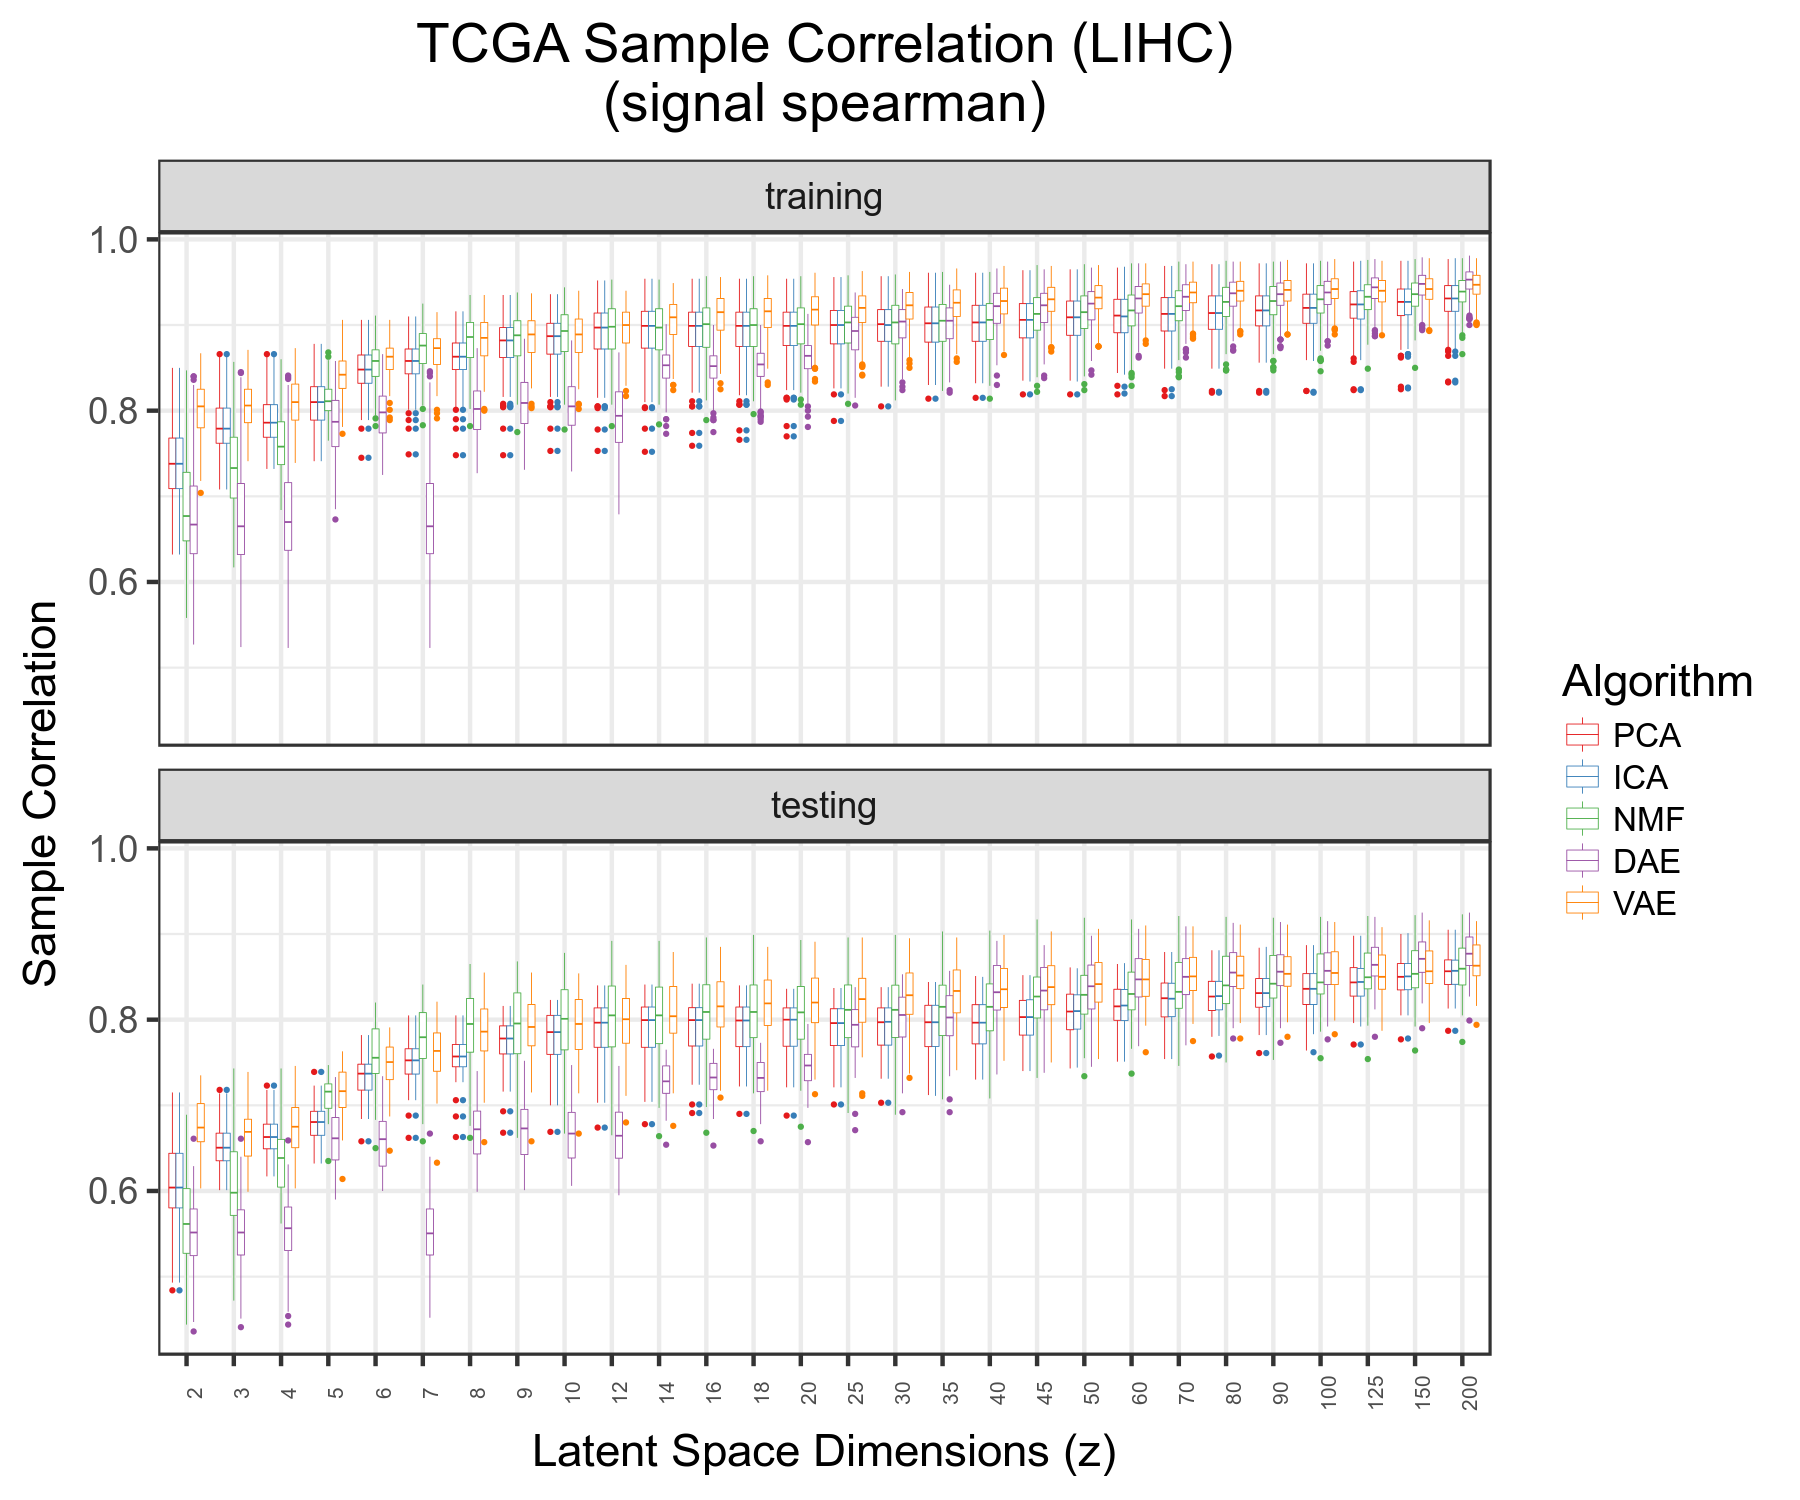 TCGA Sample Correlation (LIHC)
(signal spearman)
training
1.0
0.8
0.6
Sample Correlation
testing
1.0
0.8
0.6
2 3 4 5 6 7 8 9 10 12 14 16 18 20 25 30 35 40 45 50 60 70 80 90 100 125 150 200
Latent Space Dimensions (z)
Algorithm
PCA
ICA
NMF
DAE
VAE